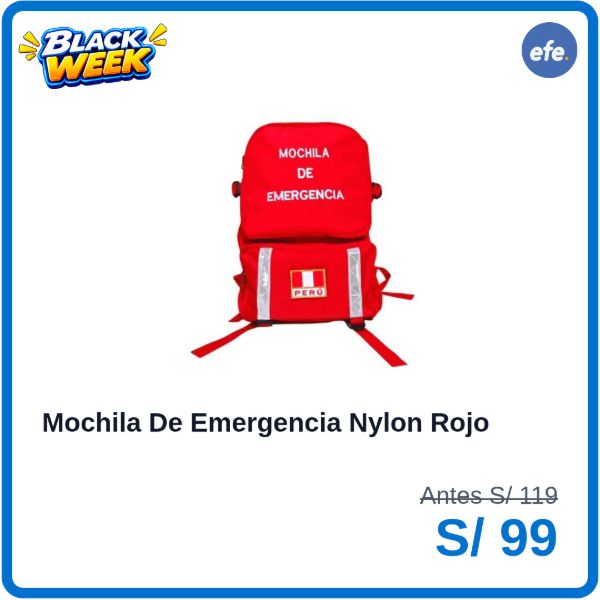 BLACK
WEEK
efe.
MOCHILA
DE
EMERGENCIA
PERÚ
Mochila De Emergencia Nylon Rojo
Antes S/ 119
S/ 99